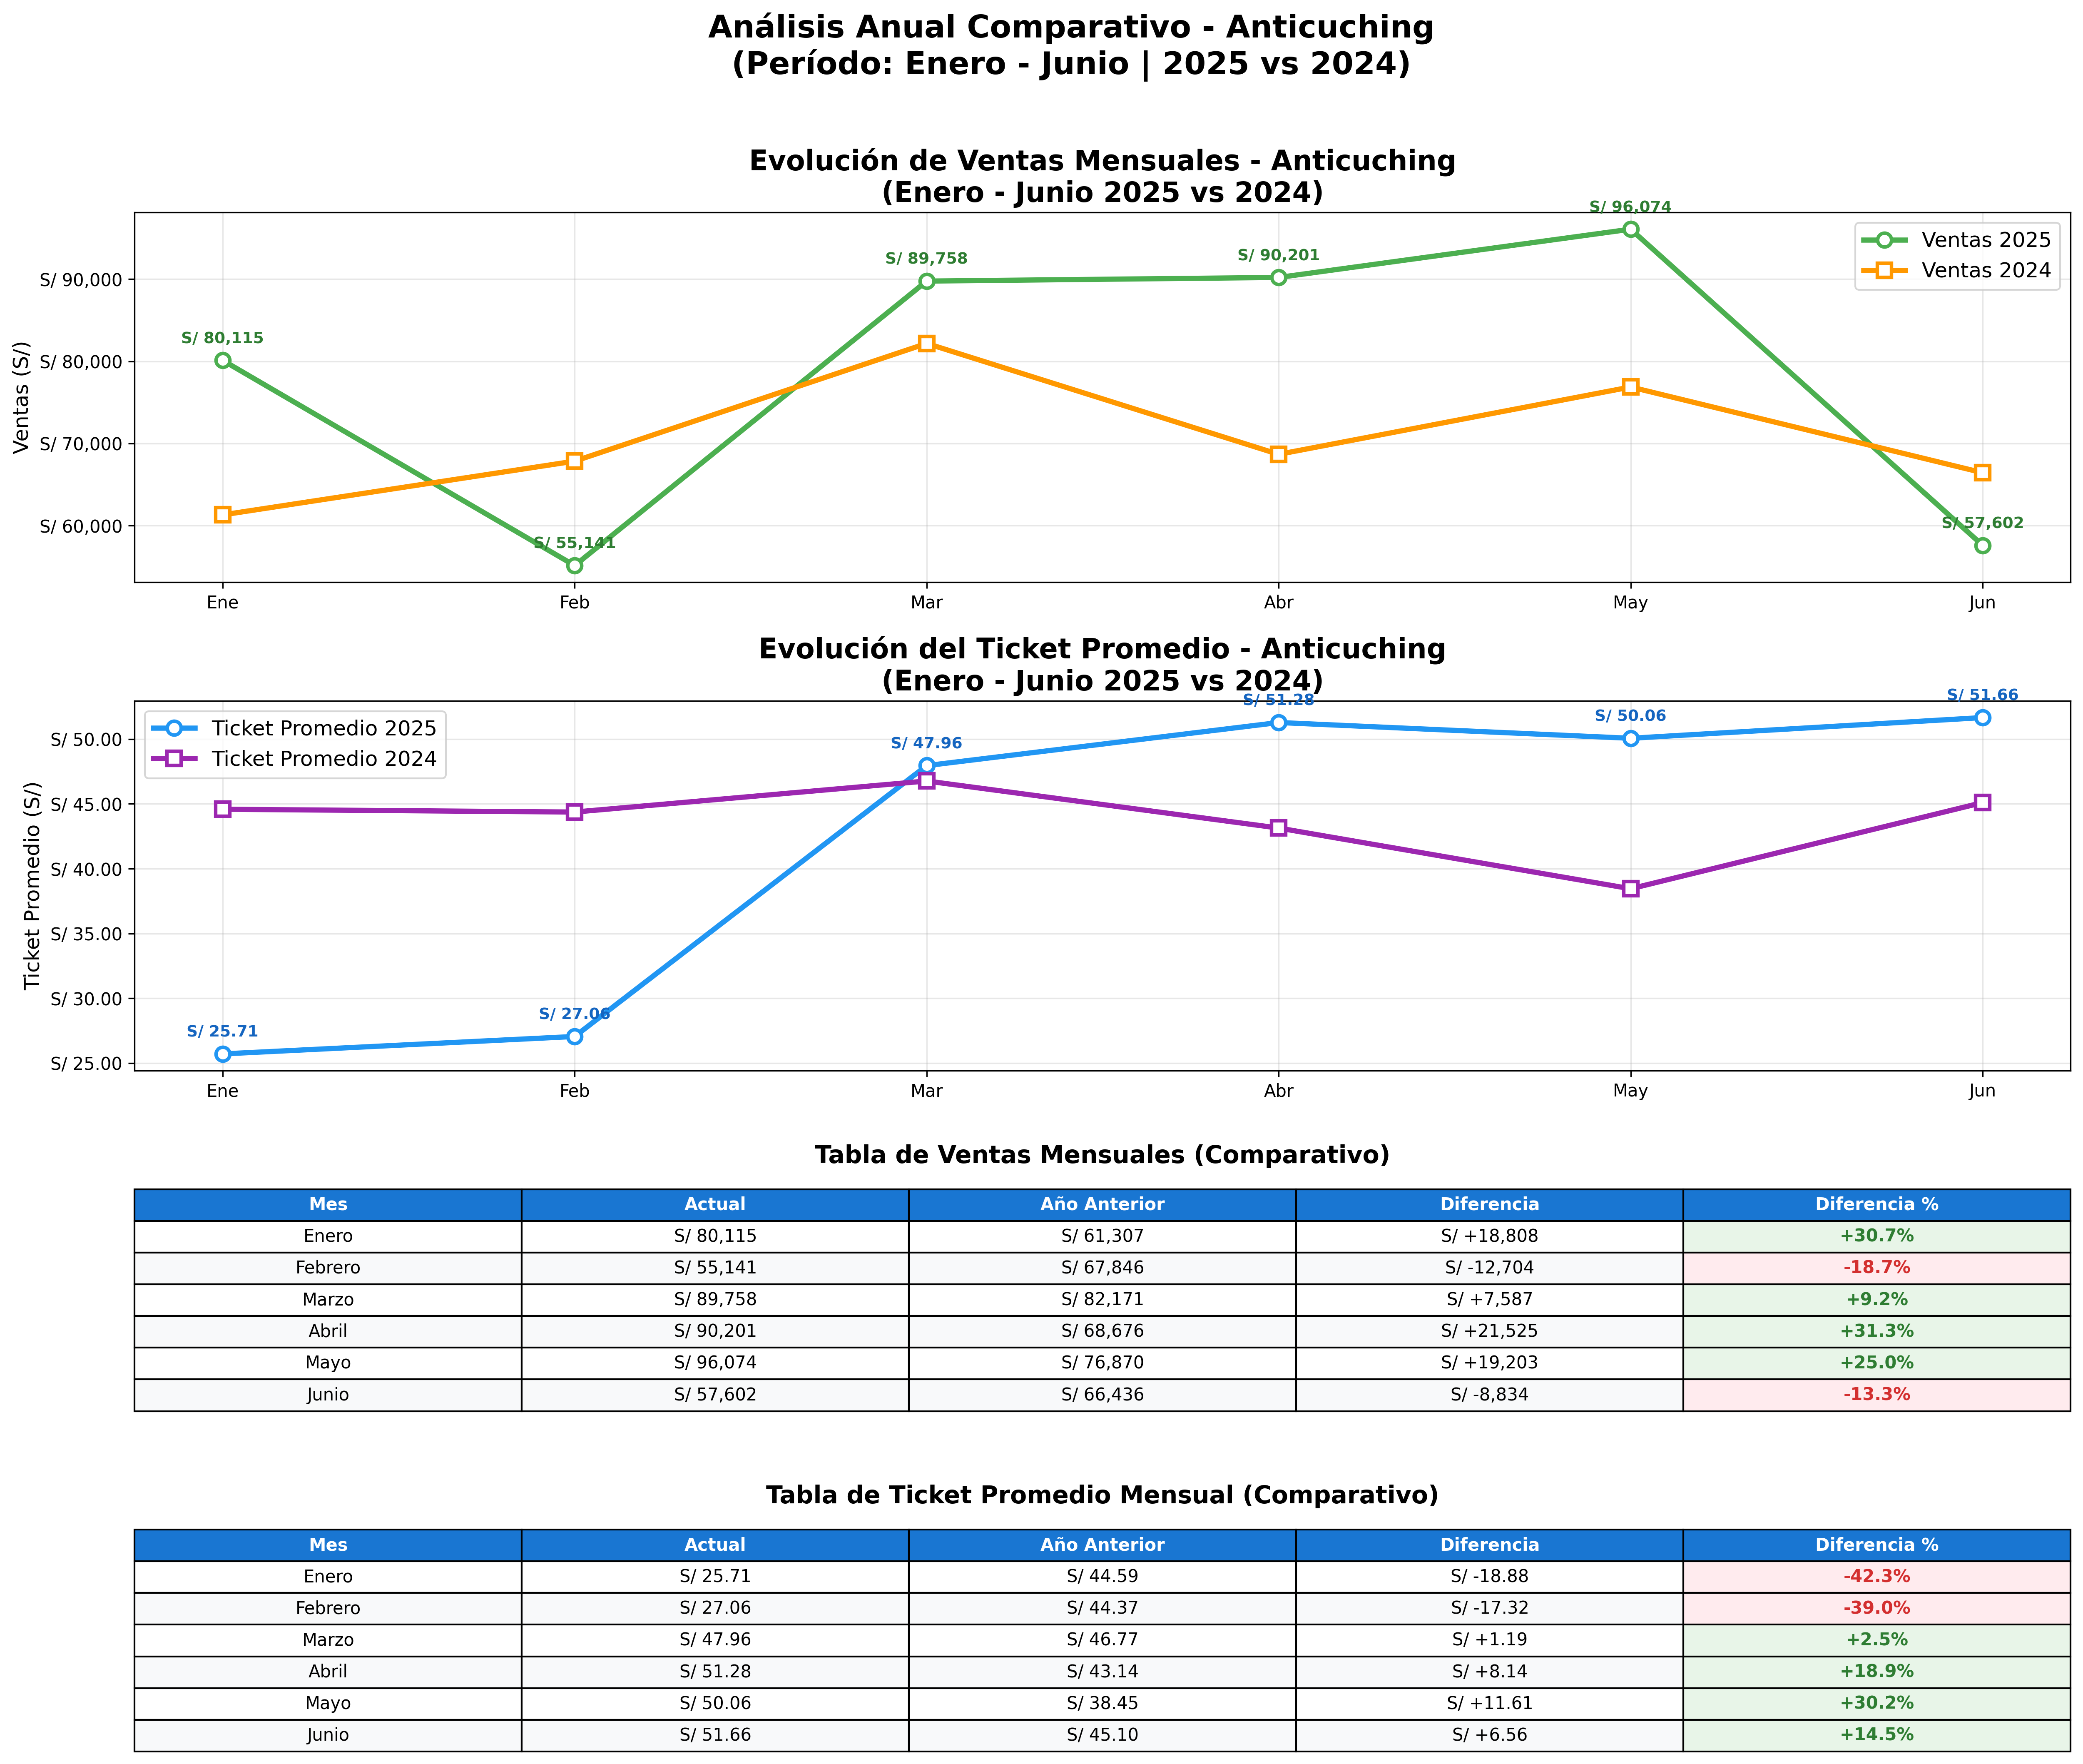 Análisis Anual Comparativo - Anticuching
(Período: Enero - Junio | 2025 vs 2024)
Evolución de Ventas Mensuales - Anticuching
(Enero - Junio 2025 vs 2024)
Ventas (S/)
S/ 90,000
S/ 80,000
S/ 70,000
S/ 60,000
S/ 80,115
S/ 55,141
S/ 89,758
S/ 90,201
S/ 96,074
S/ 57,602
Ventas 2025
Ventas 2024
Ene Feb Mar Abr May Jun
Evolución del Ticket Promedio - Anticuching
(Enero - Junio 2025 vs 2024)
Ticket Promedio (S/)
S/ 50.00
S/ 45.00
S/ 40.00
S/ 35.00
S/ 30.00
S/ 25.00
Ticket Promedio 2025
Ticket Promedio 2024
S/ 25.71
S/ 27.06
S/ 47.96
S/ 51.28
S/ 50.06
S/ 51.66
Ene Feb Mar Abr May Jun
Tabla de Ventas Mensuales (Comparativo)
Mes Actual Año Anterior Diferencia Diferencia %
Enero S/ 80,115 S/ 61,307 S/ +18,808 +30.7%
Febrero S/ 55,141 S/ 67,846 S/ -12,704 -18.7%
Marzo S/ 89,758 S/ 82,171 S/ +7,587 +9.2%
Abril S/ 90,201 S/ 68,676 S/ +21,525 +31.3%
Mayo S/ 96,074 S/ 76,870 S/ +19,203 +25.0%
Junio S/ 57,602 S/ 66,436 S/ -8,834 -13.3%
Tabla de Ticket Promedio Mensual (Comparativo)
Mes Actual Año Anterior Diferencia Diferencia %
Enero S/ 25.71 S/ 44.59 S/ -18.88 -42.3%
Febrero S/ 27.06 S/ 44.37 S/ -17.32 -39.0%
Marzo S/ 47.96 S/ 46.77 S/ +1.19 +2.5%
Abril S/ 51.28 S/ 43.14 S/ +8.14 +18.9%
Mayo S/ 50.06 S/ 38.45 S/ +11.61 +30.2%
Junio S/ 51.66 S/ 45.10 S/ +6.56 +14.5%